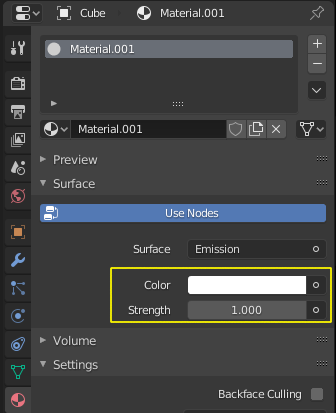 Cube > Material.001
Material.001
Material.001
Preview
Surface
Use Nodes
Surface Emission
Color
Strength 1.000
Volume
Settings
Backface Culling